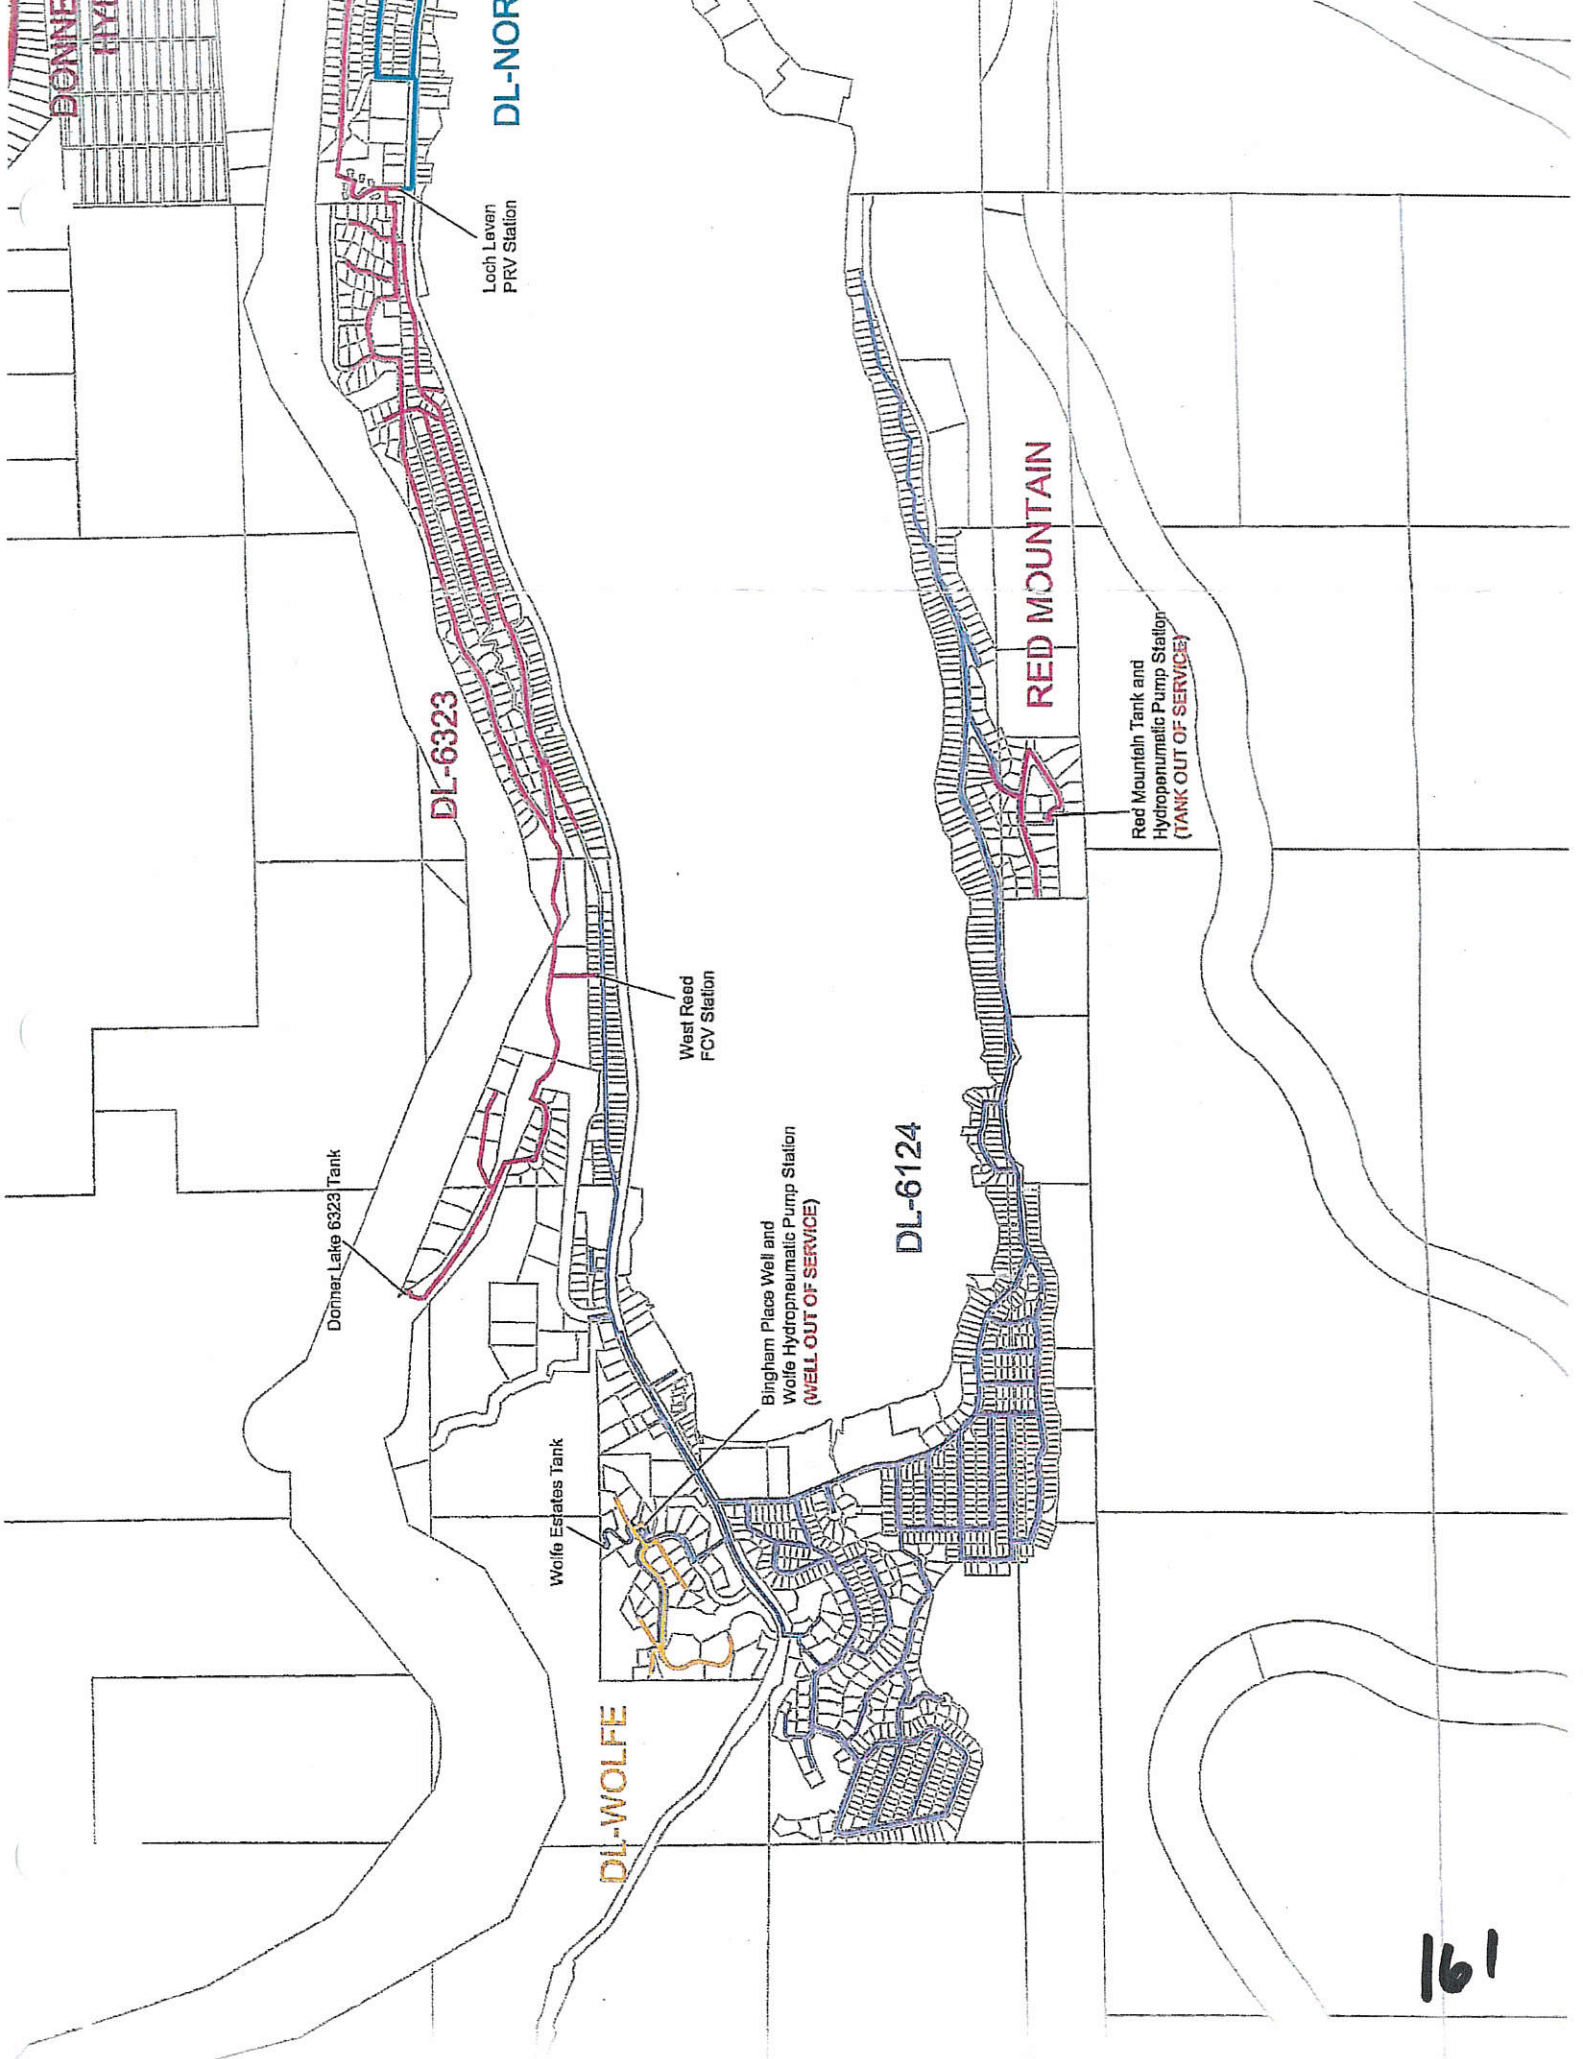 DONNE
HYD
DL-NOR
Loch Leven
PRV Station
DL-6323
RED MOUNTAIN
Red Mountain Tank and
Hydropenumatic Pump Station
(TANK OUT OF SERVICE)
West Reed
FCV Station
Donner Lake 6323 Tank
DL-6124
Bingham Place Well and
Wolfe Hydropneumatic Pump Station
(WELL OUT OF SERVICE)
Wolfe Estates Tank
DL-WOLFE
161